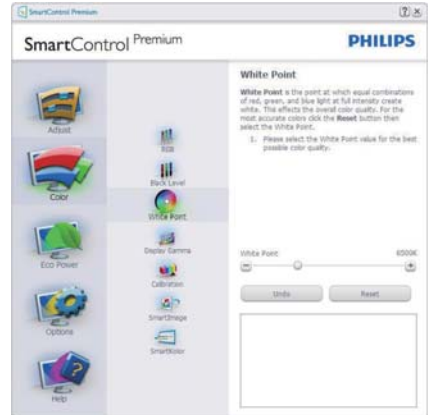 SmartControl Premium
SmartControl Premium
PHILIPS
Adjust
Color
Eco Power
Options
Help
RGB
Black Level
White Point
Display Gamma
Calibration
SmartImage
SmartKolor
White Point
White Point is the point at which equal combinations
of red, green, and blue light at full intensity create
white. This effects the overall color quality. For the
most accurate colors click the Reset button then
select the White Point.
1. Please select the White Point value for the best
possible color quality.
White Point 6500K
Undo Reset